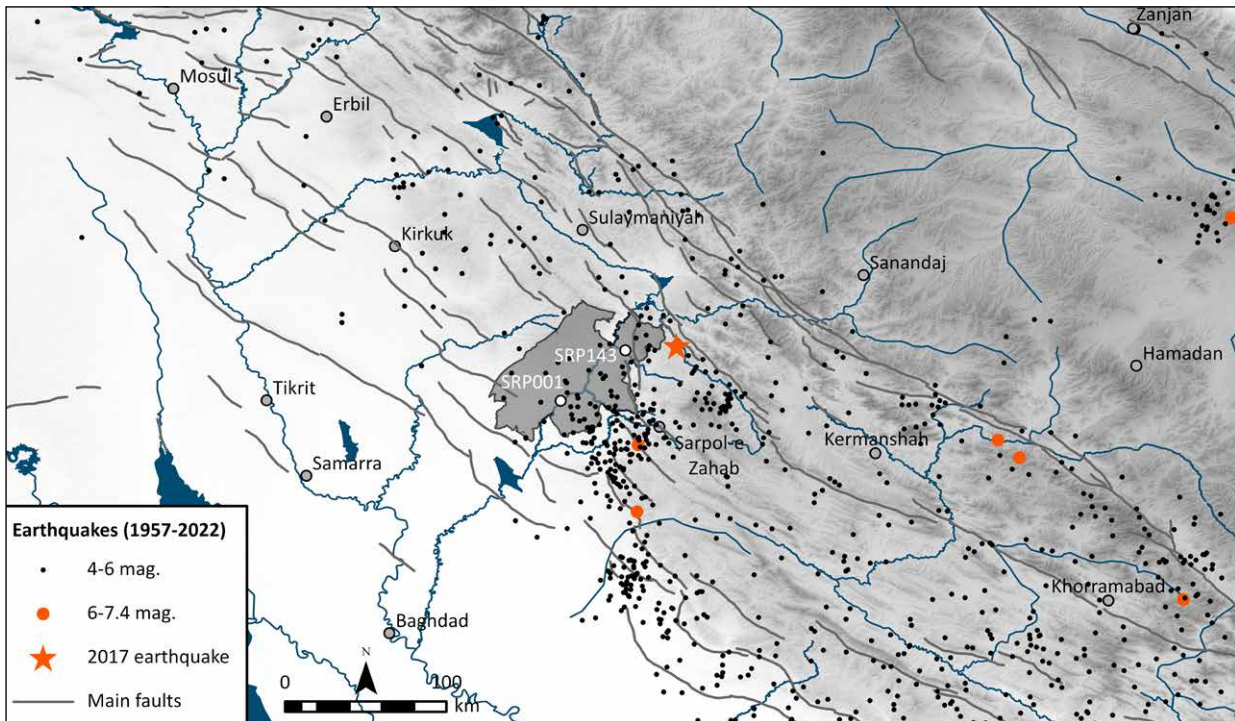 Zanjan
Mosul
Erbil
Sulaymaniyah
Kirkuk
Sanandaj
SRP143
Hamadan
SRP001
Tikrit
Sarpol-e
Zahab
Kermanshah
Samarra
Earthquakes (1957-2022)
4-6 mag.
6-7.4 mag.
2017 earthquake
Main faults
Khorramabad
Baghdad
N
0
100
km